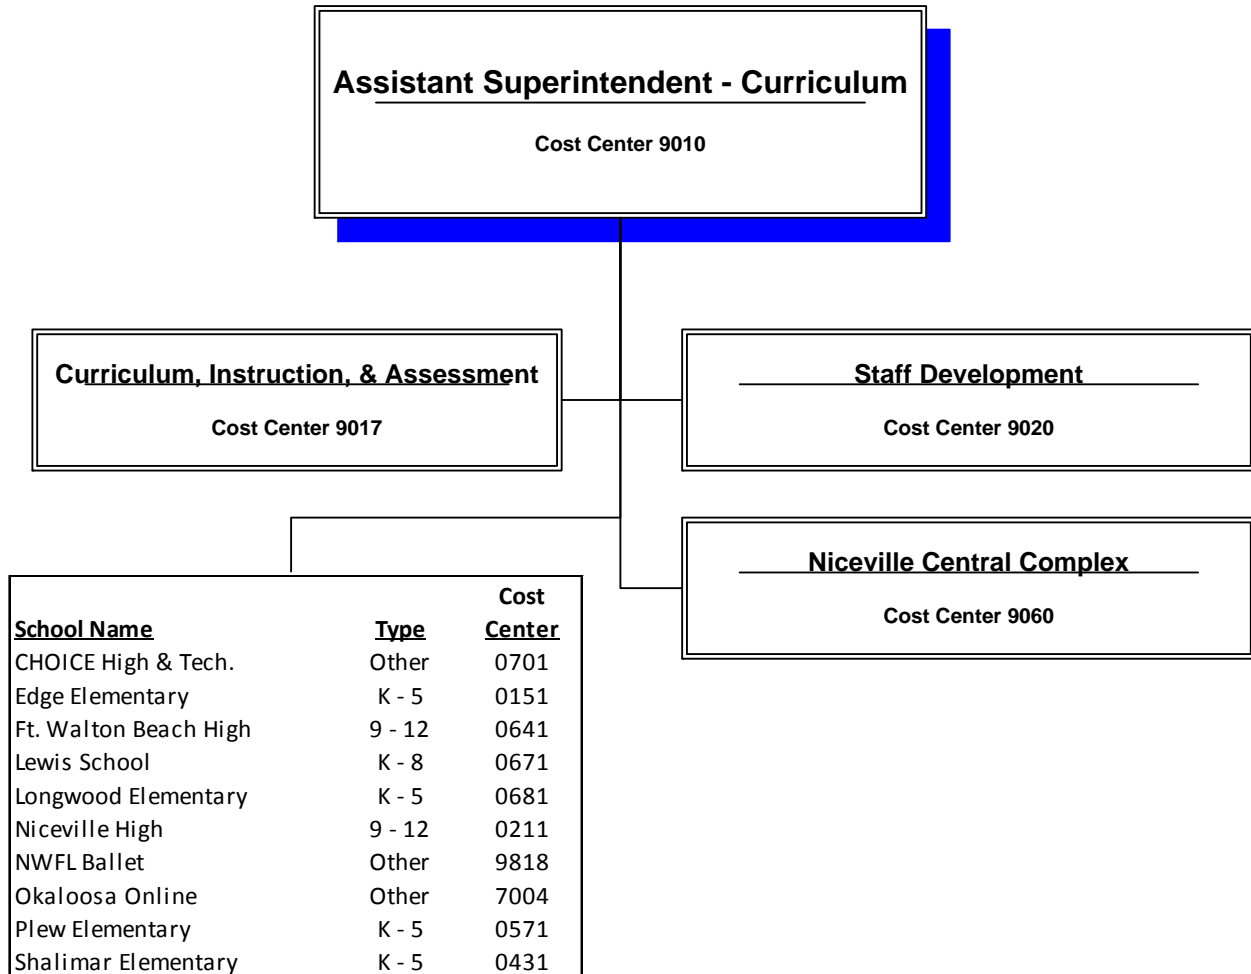 Assistant Superintendent - Curriculum
Cost Center 9010
Curriculum, Instruction, & Assessment
Cost Center 9017
Staff Development
Cost Center 9020
Niceville Central Complex
Cost Center 9060
Cost
School Name Type Center
CHOICE High & Tech. Other 0701
Edge Elementary K - 5 0151
Ft. Walton Beach High 9 - 12 0641
Lewis School K - 8 0671
Longwood Elementary K - 5 0681
Niceville High 9 - 12 0211
NWFL Ballet Other 9818
Okaloosa Online Other 7004
Plew Elementary K - 5 0571
Shalimar Elementary K - 5 0431